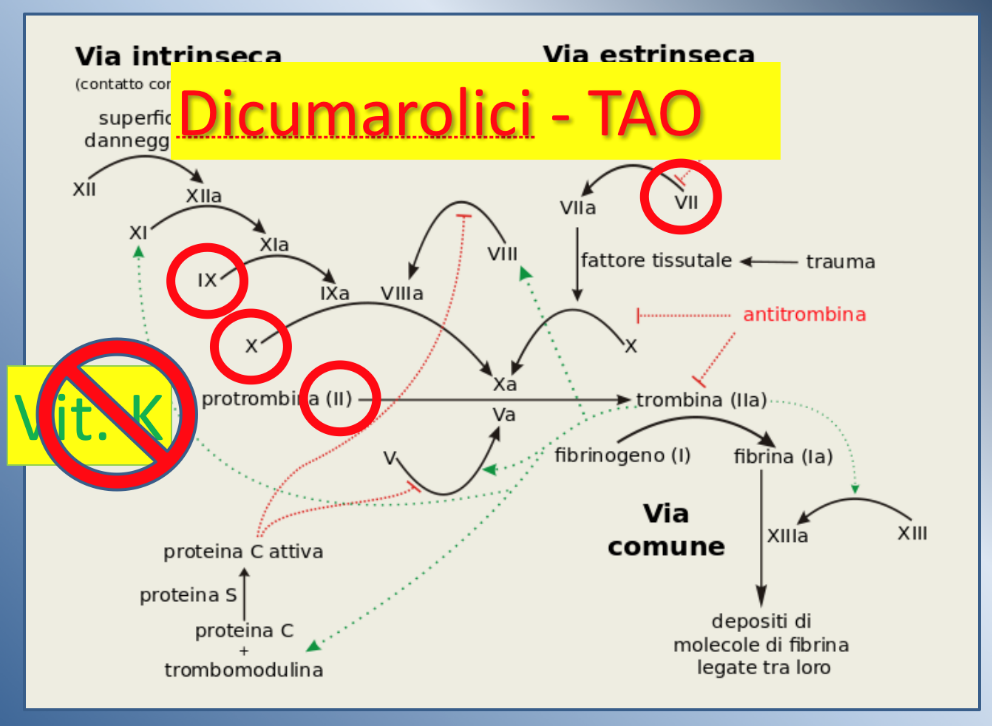 Via intrinseca
Via estrinseca
(contatto con
Dicumarolici - TAO
XII
XIIa
VII
VIIa
XI
XIa
VIII
fattore tissutale
trauma
IX
IXa
VIIIa
antitrombina
X
X
Xa
protrombina (II)
trombina (IIa)
Vit. K
Va
V
fibrinogeno (I)
fibrina (Ia)
Via
comune
XIIIa
XIII
proteina C attiva
proteina S
proteina C
+
trombomodulina
depositi di
molecole di fibrina
legate tra loro